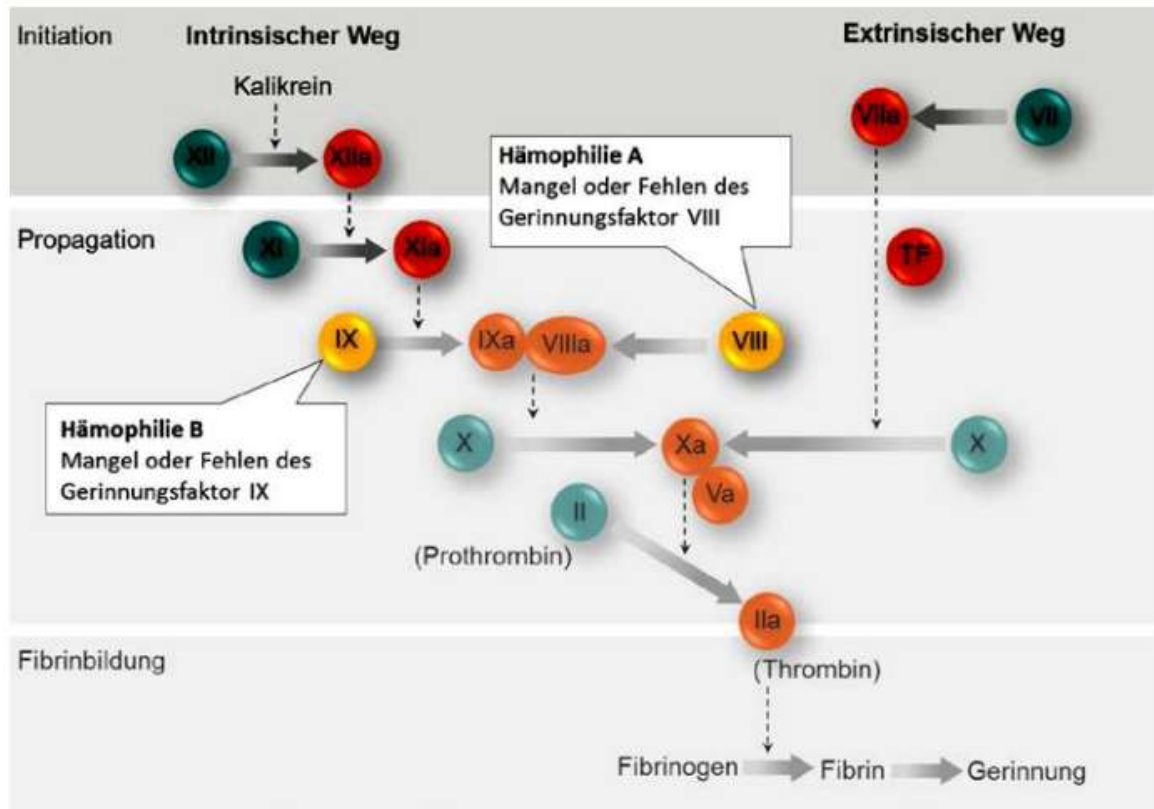 Initiation
Intrinsischer Weg
Extrinsischer Weg
Kalikrein
XII
XIIa
VIIa
VII
Hämophilie A
Mangel oder Fehlen des
Gerinnungsfaktor VIII
Propagation
XI
XIa
TF
IX
IXa
VIIIa
VIII
Hämophilie B
Mangel oder Fehlen des
Gerinnungsfaktor IX
X
Xa
X
Va
II
(Prothrombin)
IIa
Fibrinbildung
(Thrombin)
Fibrinogen
Fibrin
Gerinnung